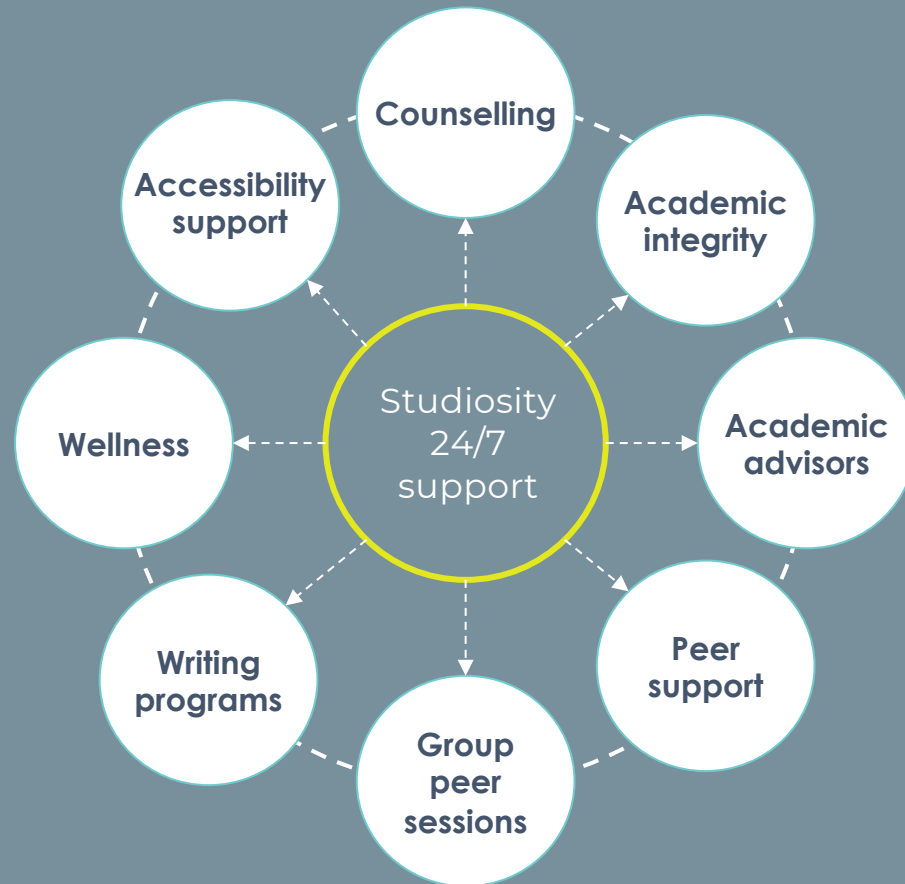 Counselling
Accessibility
support
Academic
integrity
Studiosity
24/7
support
Wellness
Academic
advisors
Writing
programs
Peer
support
Group
peer
sessions